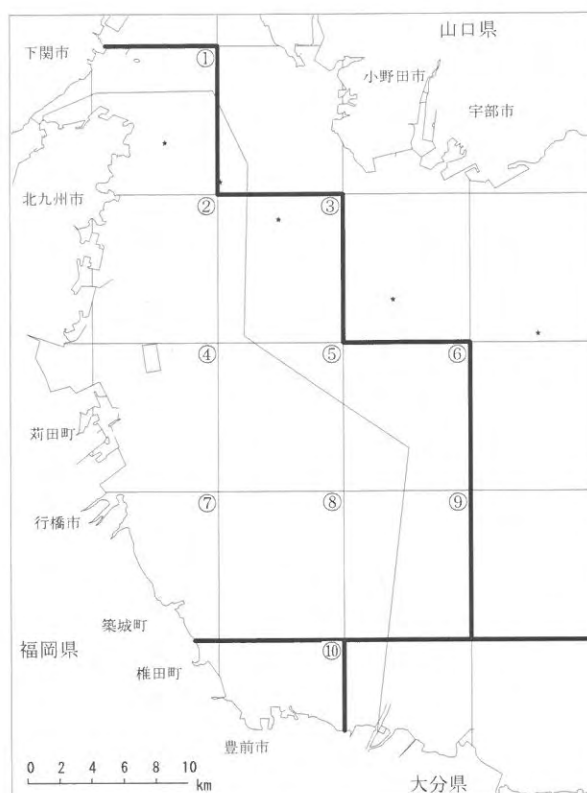 山口県
下関市
①
小野田市
宇部市
北九州市
②
③
④
⑤
⑥
苅田町
⑦
⑧
⑨
行橋市
築城町
福岡県
⑩
椎田町
豊前市
0 2 4 6 8 10
km
大分県